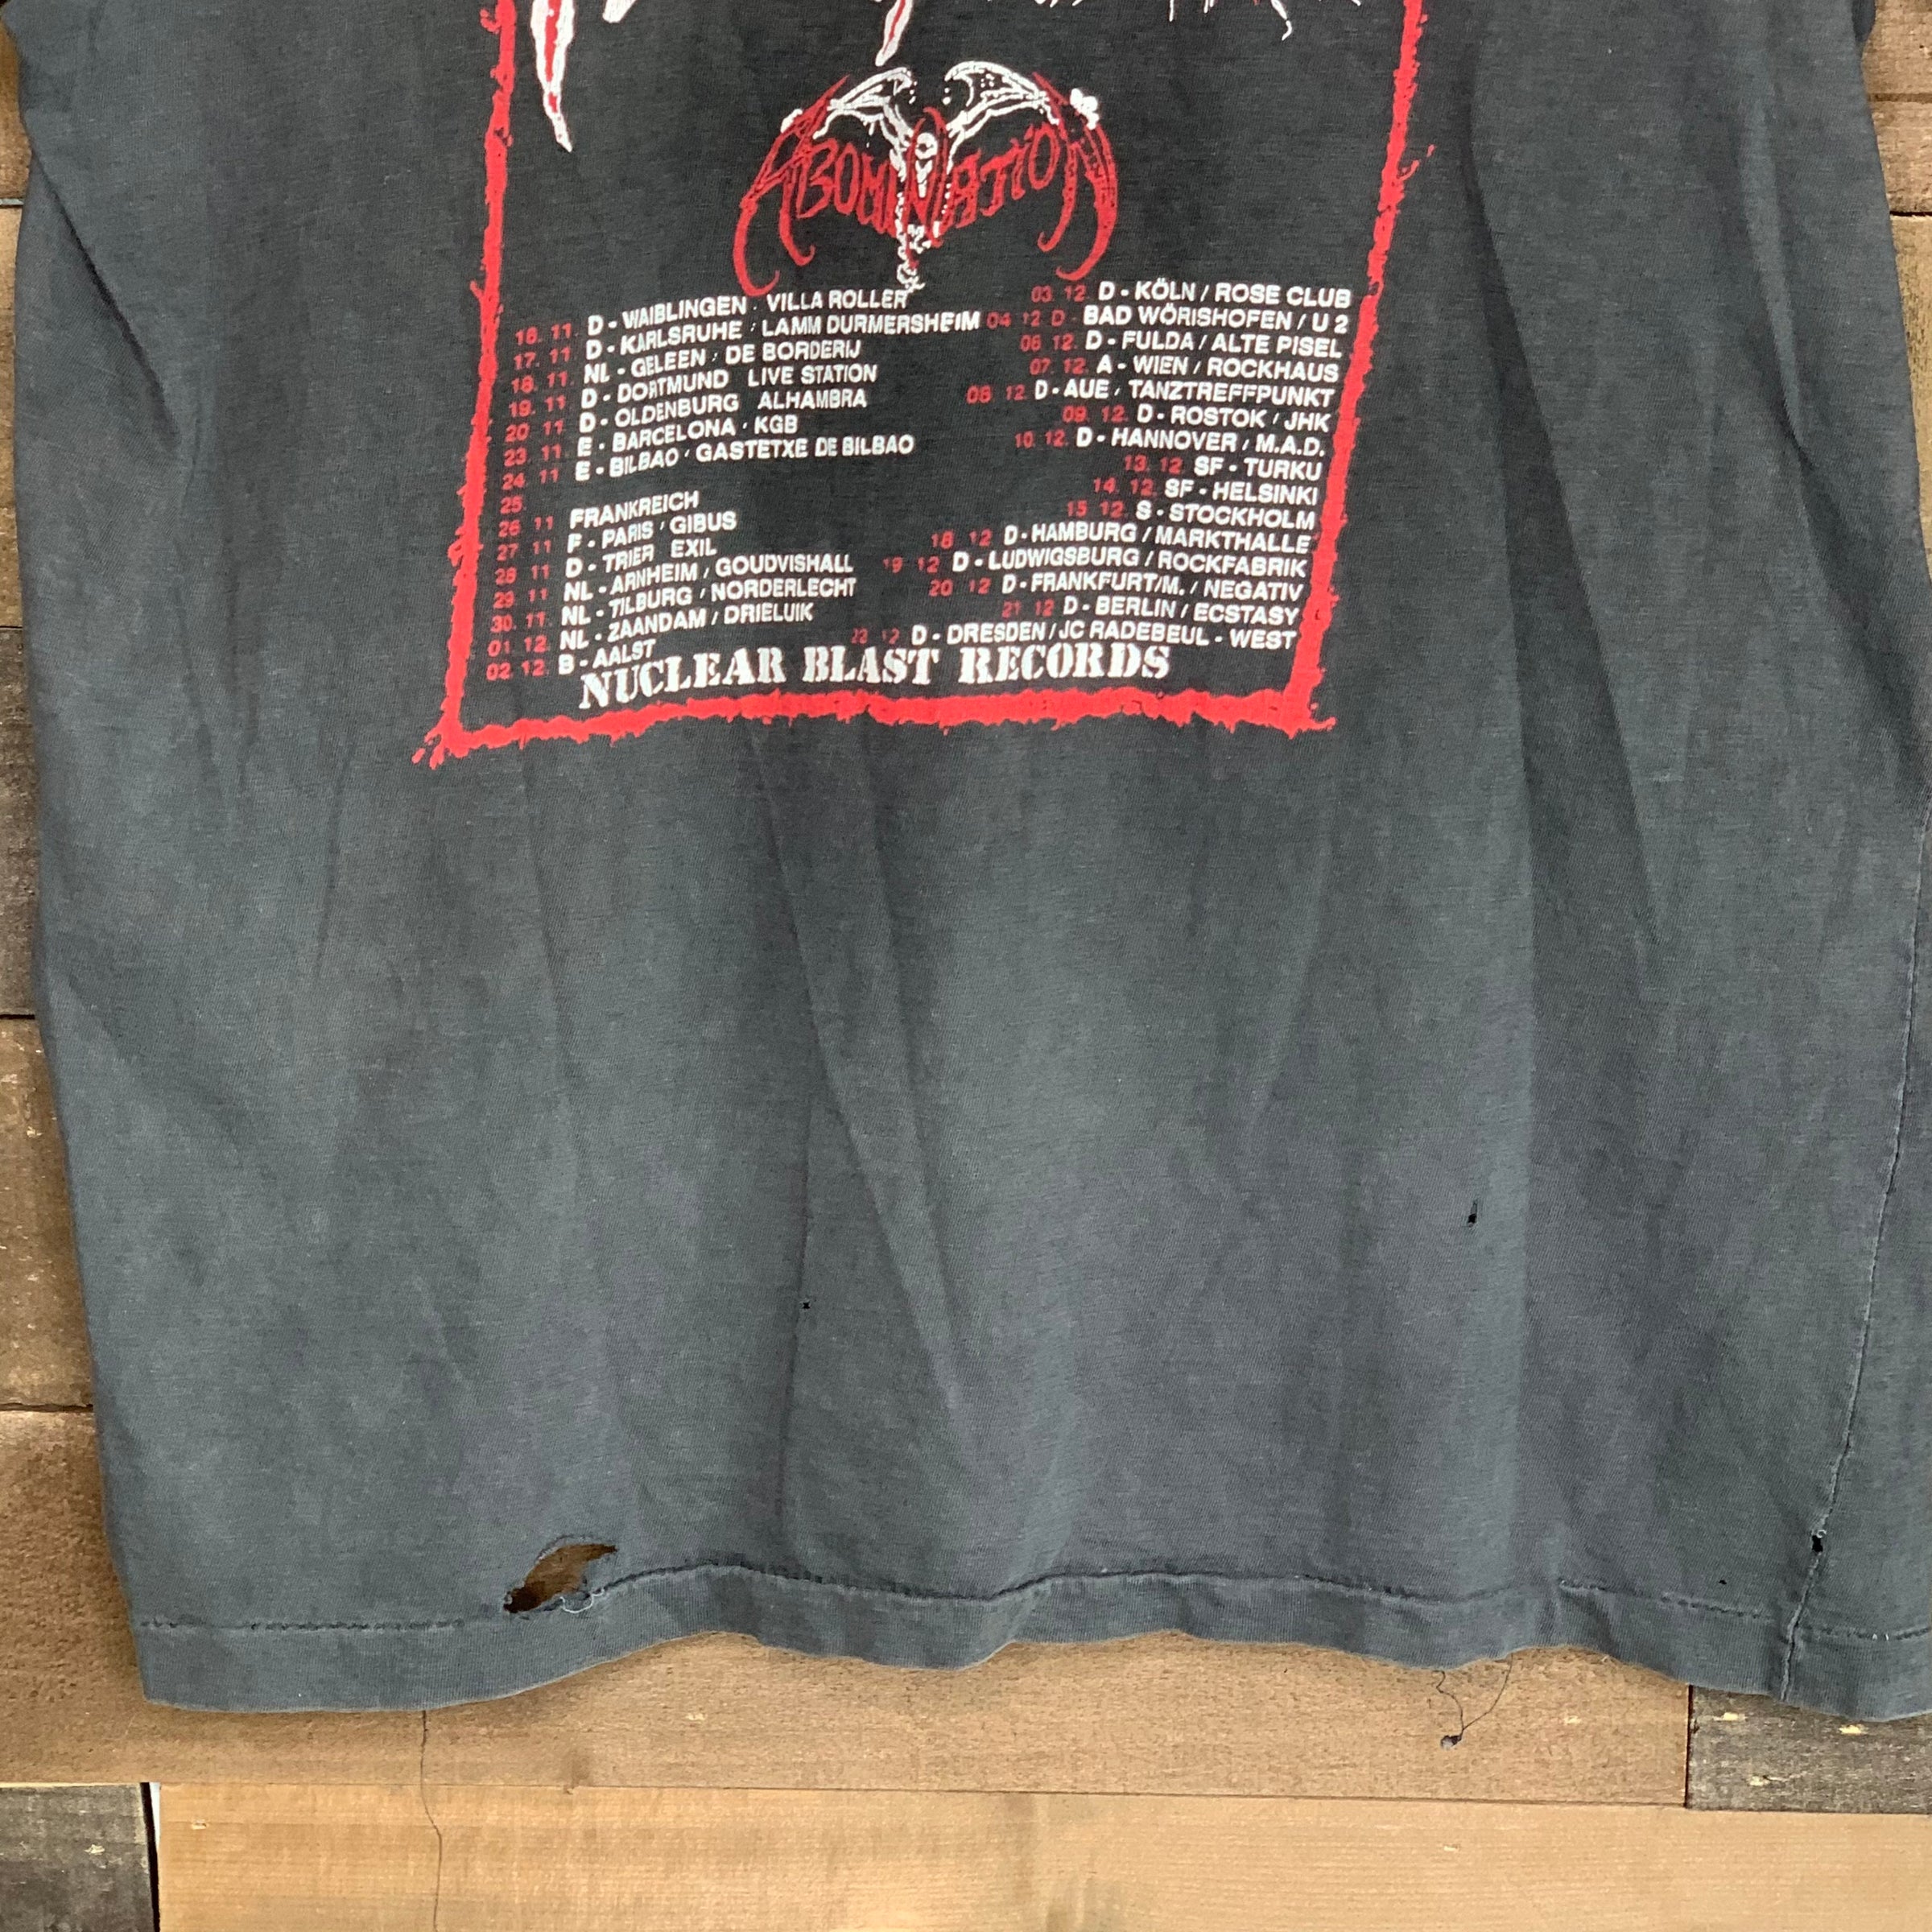 ABOMINATION
16. 11. D - WAIBLINGEN · VILLA ROLLER
17. 11 D - KARLSRUHE / LAMM DURMERSHEIM
18. 11. NL - GELEEN / DE BORDERIJ
19. 11 D - DORTMUND LIVE STATION
20 11 D - OLDENBURG ALHAMBRA
23. 11. E - BARCELONA · KGB
24. 11 E - BILBAO / GASTETXE DE BILBAO
25.
26 11 FRANKREICH
27. 11 F - PARIS / GIBUS
28 11 D - TRIER EXIL
29 11 NL - ARNHEIM / GOUDVISHALL
30. 11. NL - TILBURG / NORDERLECHT
01 12. NL - ZAANDAM / DRIELUIK
02 12. B - AALST
03 12. D - KÖLN / ROSE CLUB
04 12 D - BAD WÖRISHOFEN / U 2
06 12. D - FULDA / ALTE PISEL
07. 12. A - WIEN / ROCKHAUS
08 12. D - AUE / TANZTREFFPUNKT
09. 12. D - ROSTOK / JHK
10. 12. D - HANNOVER / M.A.D.
13. 12. SF - TURKU
14. 12. SF - HELSINKI
15 12. S - STOCKHOLM
18 12 D - HAMBURG / MARKTHALLE
19 12 D - LUDWIGSBURG / ROCKFABRIK
20 12 D - FRANKFURT/M. / NEGATIV
21 12 D - BERLIN / ECSTASY
22 12 D - DRESDEN / JC RADEBEUL - WEST
NUCLEAR BLAST RECORDS